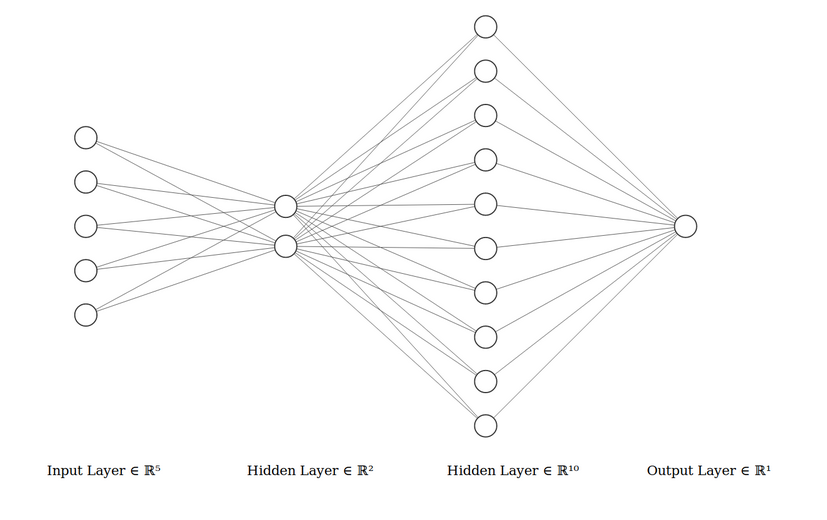 Input Layer ∈ ℝ⁵
Hidden Layer ∈ ℝ²
Hidden Layer ∈ ℝ¹⁰
Output Layer ∈ ℝ¹